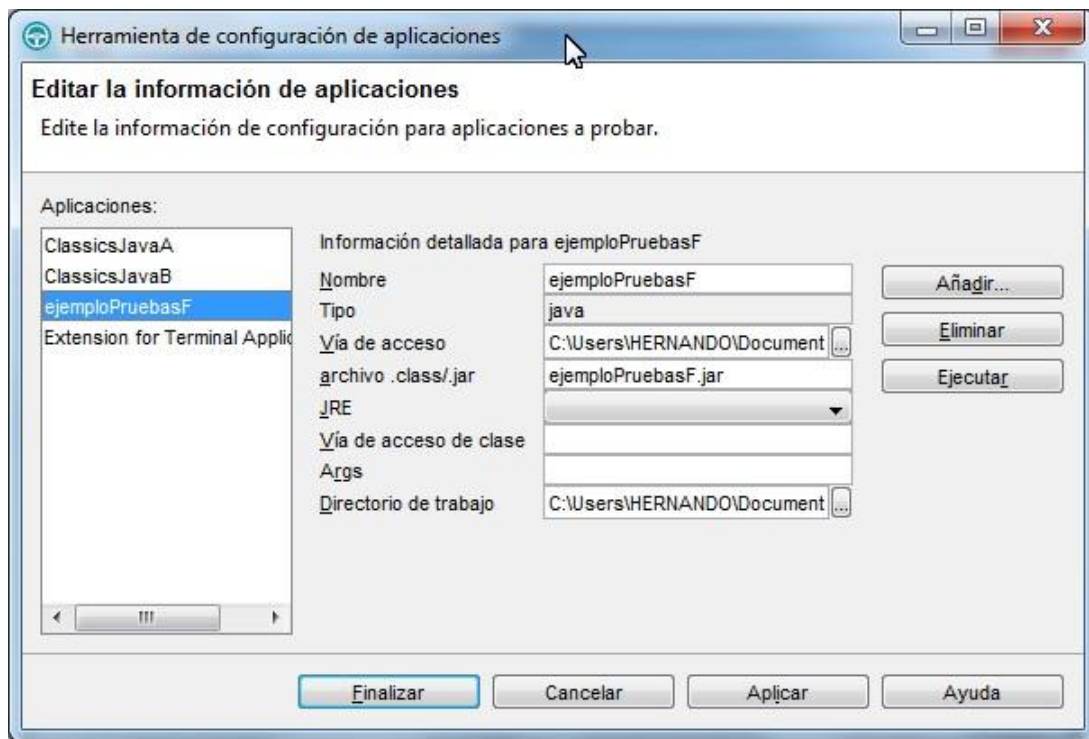 Herramienta de configuración de aplicaciones
Editar la información de aplicaciones
Edite la información de configuración para aplicaciones a probar.
Aplicaciones:
ClassicsJavaA
ClassicsJavaB
ejemploPruebasF
Extension for Terminal Applic
Información detallada para ejemploPruebasF
Nombre ejemploPruebasF
Tipo java
Vía de acceso C:\Users\HERNANDO\Document ...
archivo .class/.jar ejemploPruebasF.jar
JRE
Vía de acceso de clase
Args
Directorio de trabajo C:\Users\HERNANDO\Document ...
Añadir...
Eliminar
Ejecutar
Finalizar Cancelar Aplicar Ayuda